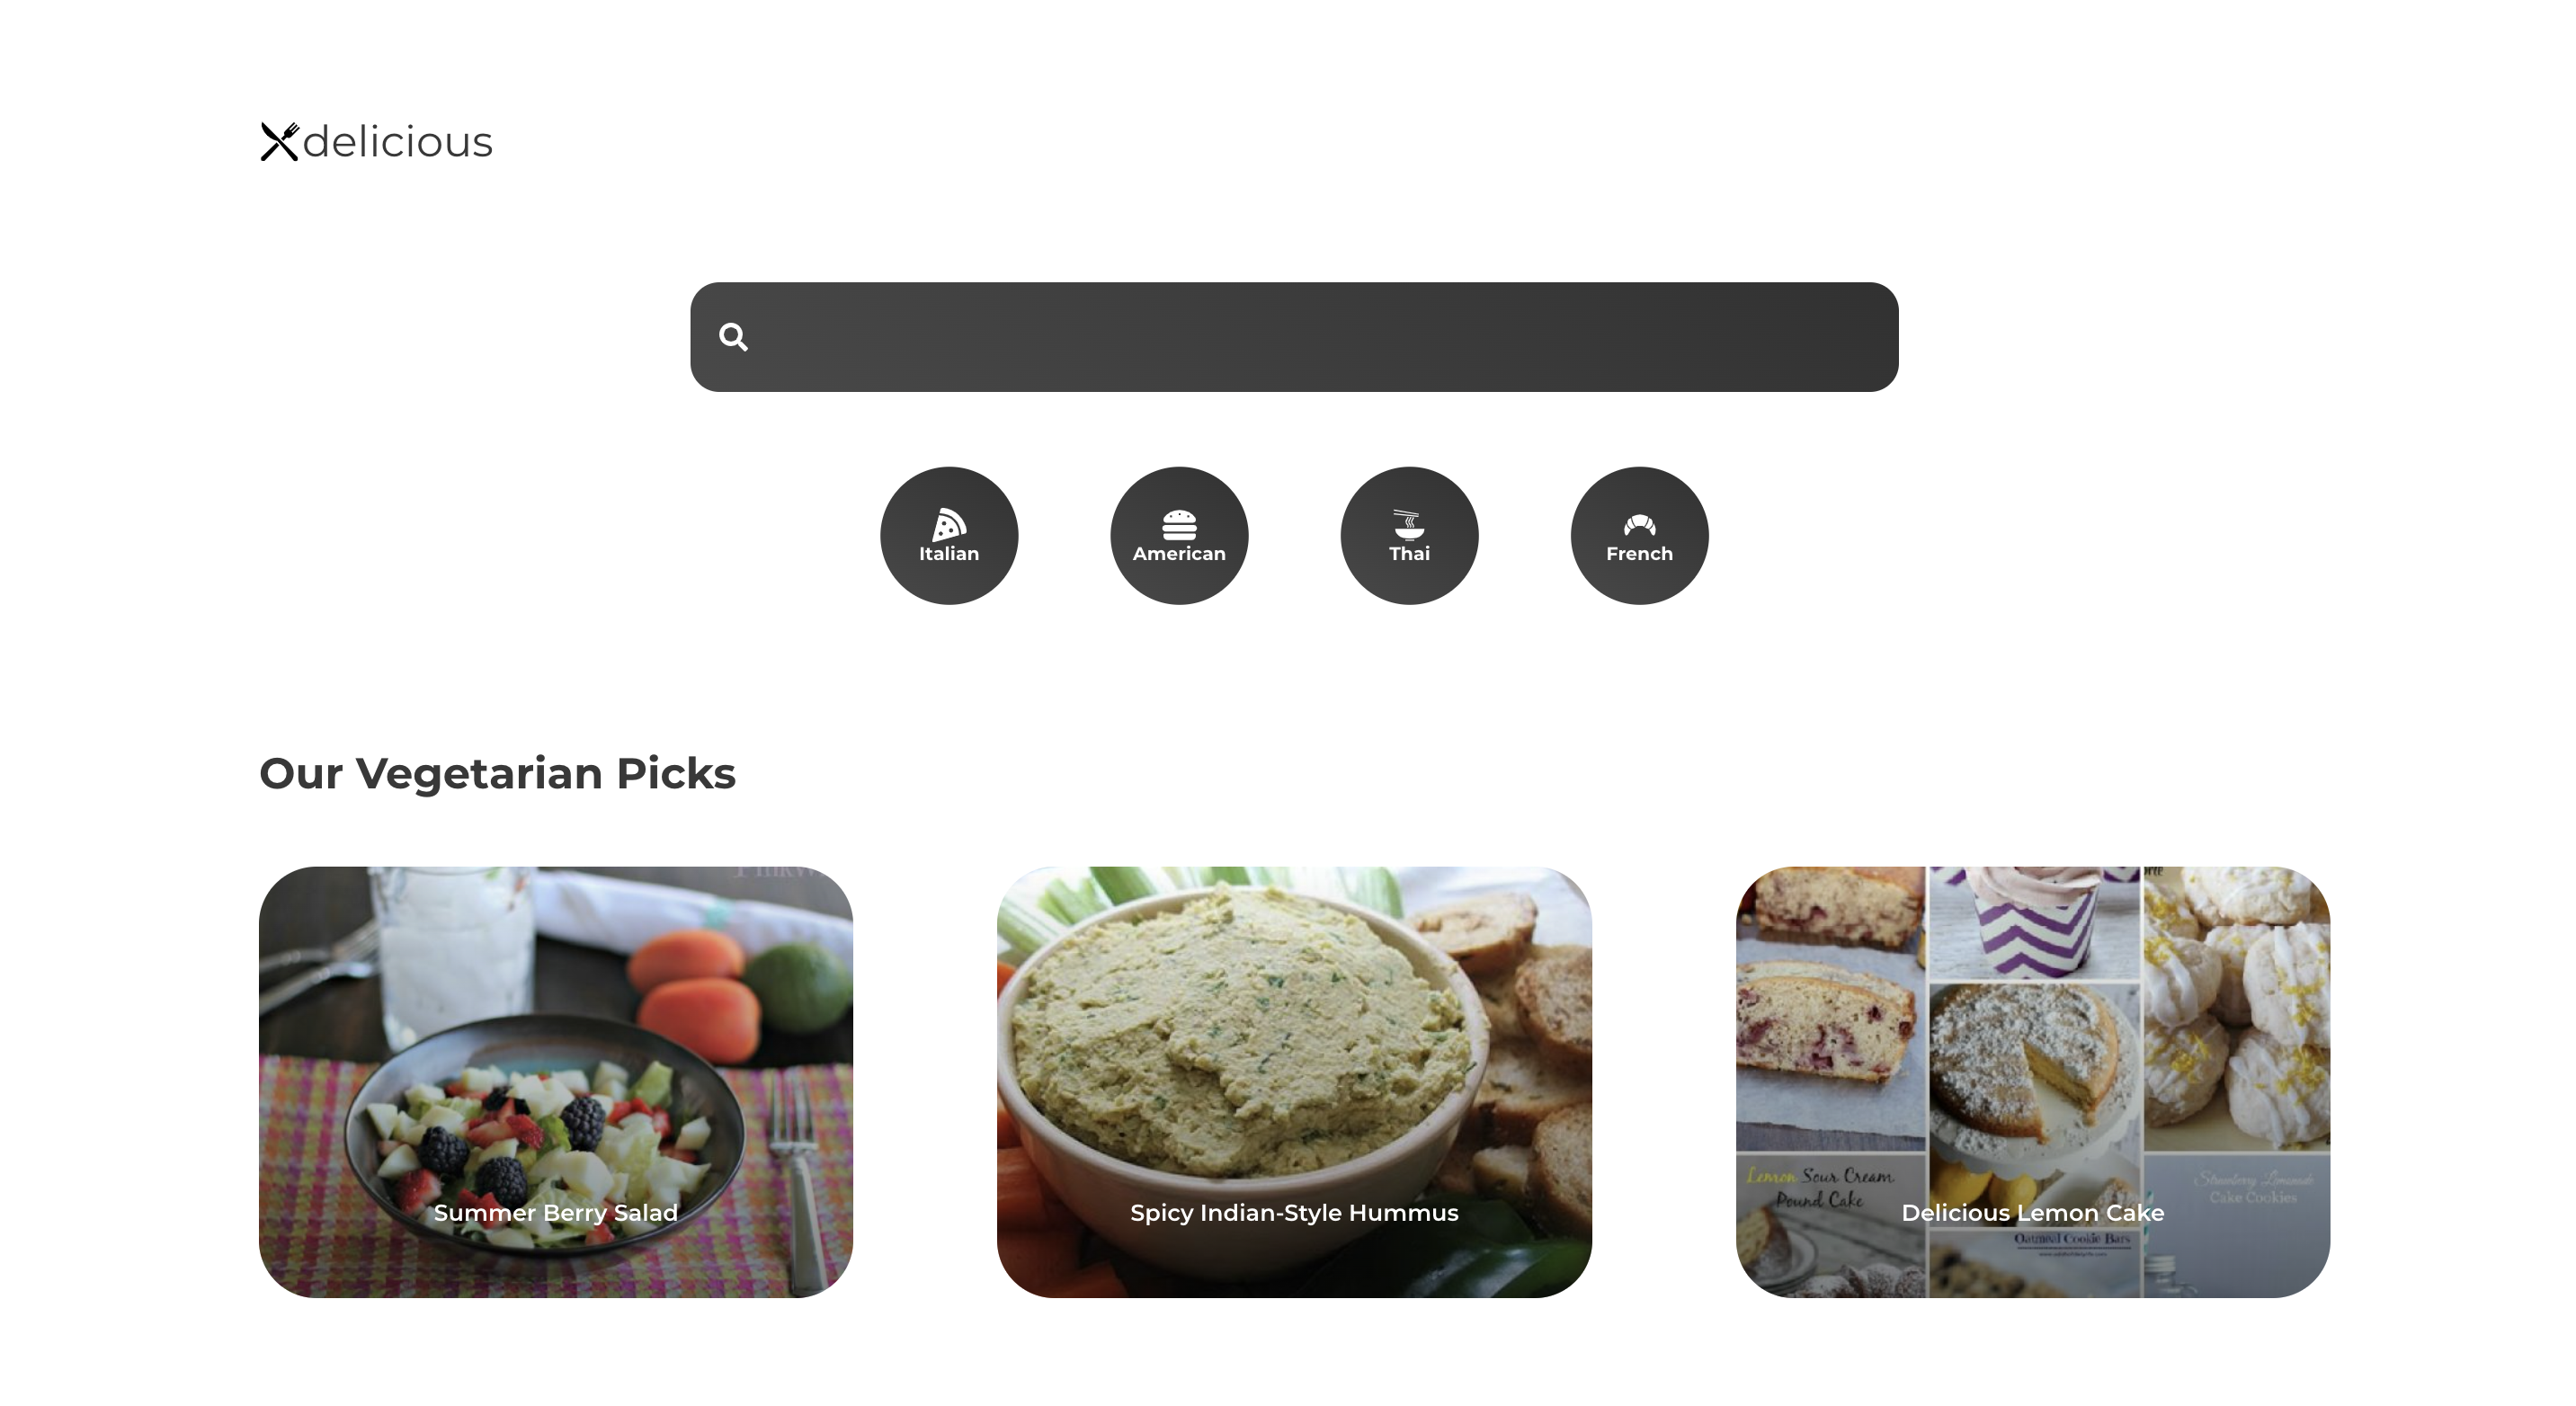 delicious
Italian
American
Thai
French
Our Vegetarian Picks
Summer Berry Salad
Spicy Indian-Style Hummus
Lemon Sour Cream
Pound Cake
Delicious Lemon Cake
Strawberry Lemonade
Cake Cookies
Oatmeal Cookie Bars